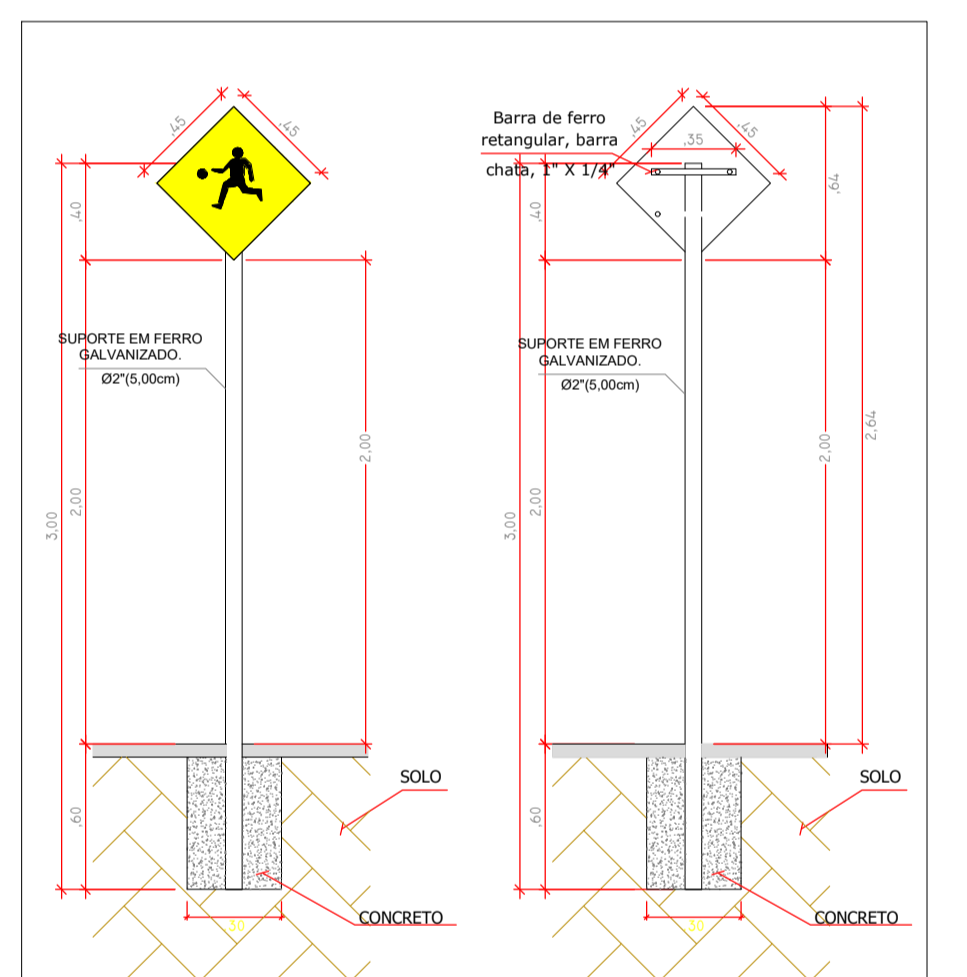 ,45
,45
,40
SUPORTE EM FERRO
GALVANIZADO.
Ø2"(5,00cm)
2,00
2,00
3,00
,60
SOLO
CONCRETO
30
Barra de ferro
retangular, barra
chata, 1" X 1/4"
,45
,45
,35
,64
,40
SUPORTE EM FERRO
GALVANIZADO.
Ø2"(5,00cm)
2,64
2,00
2,00
3,00
,60
SOLO
CONCRETO
,30